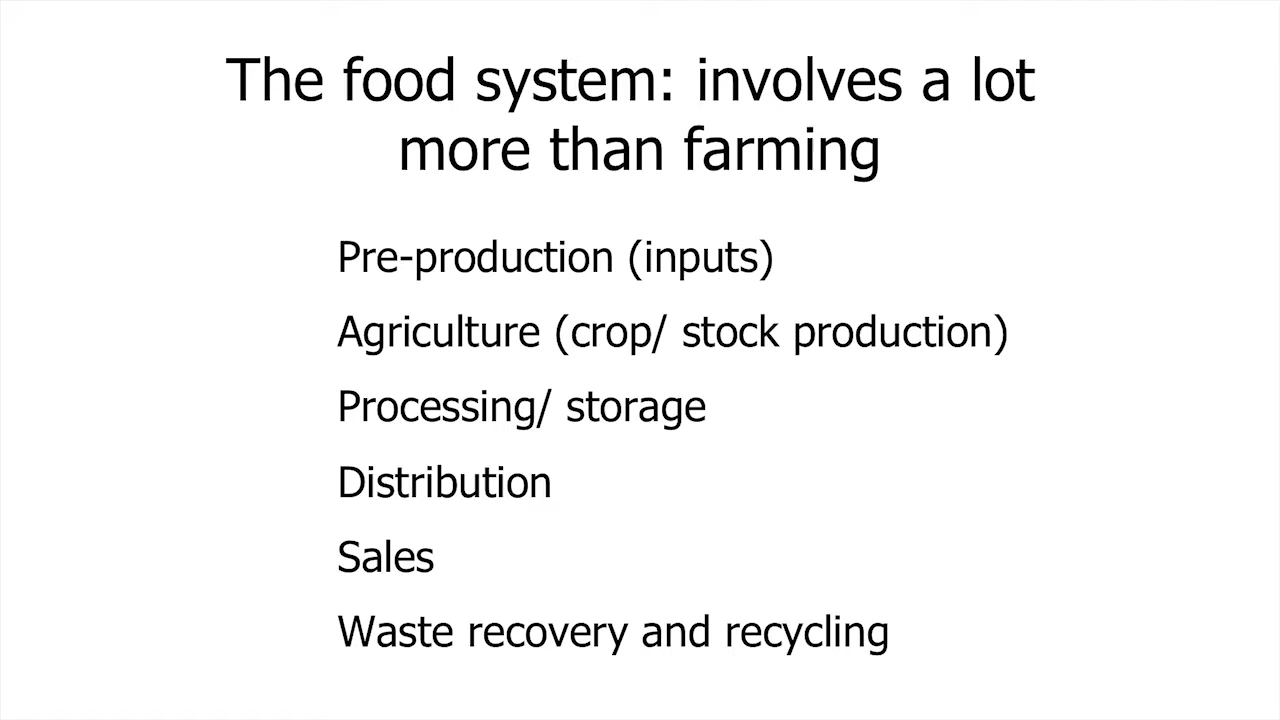 The food system: involves a lot
more than farming
Pre-production (inputs)
Agriculture (crop/ stock production)
Processing/ storage
Distribution
Sales
Waste recovery and recycling